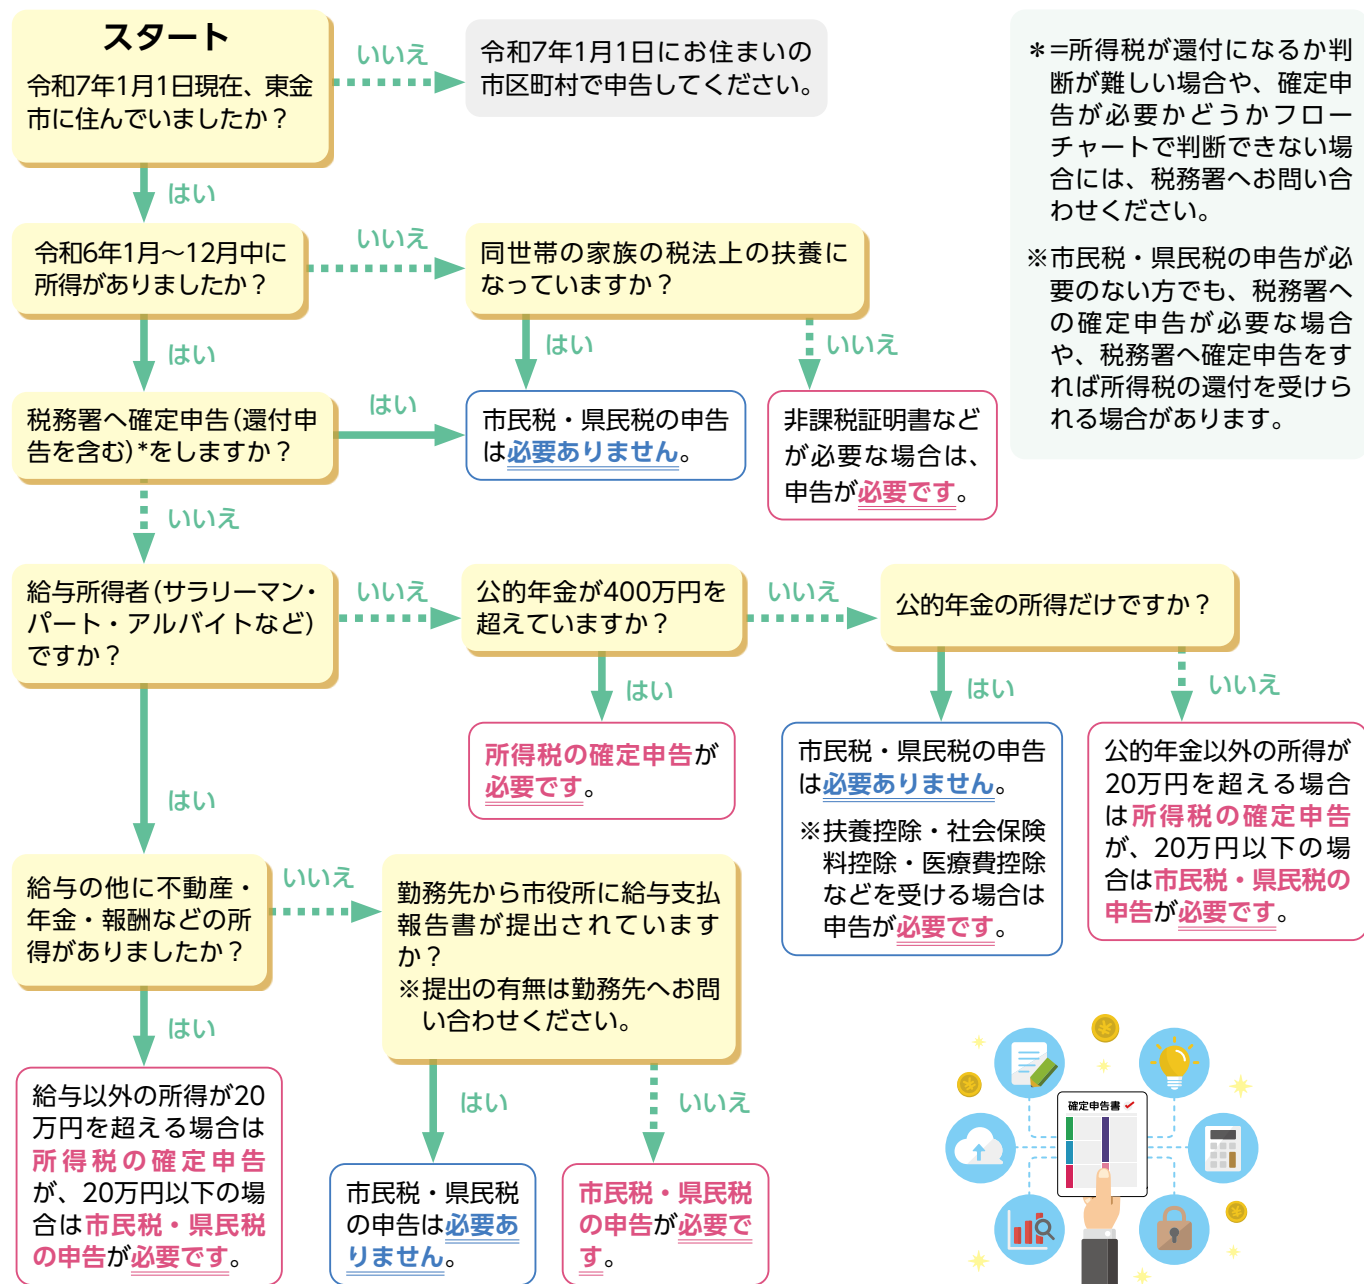 スタート
令和7年1月1日現在、東金
市に住んでいましたか？
いいえ
令和7年1月1日にお住まいの
市区町村で申告してください。
はい
令和6年1月～12月中に
所得がありましたか？
いいえ
同世帯の家族の税法上の扶養に
なっていますか？
はい
はい
いいえ
税務署へ確定申告（還付申
告を含む）*をしますか？
はい
市民税・県民税の申告
は必要ありません。
非課税証明書など
が必要な場合は、
申告が必要です。
いいえ
給与所得者（サラリーマン・
パート・アルバイトなど）
ですか？
いいえ
公的年金が400万円を
超えていますか？
いいえ
公的年金の所得だけですか？
はい
はい
はい
いいえ
所得税の確定申告が
必要です。
市民税・県民税の申告
は必要ありません。
※扶養控除・社会保険
料控除・医療費控除
などを受ける場合は
申告が必要です。
公的年金以外の所得が
20万円を超える場合
は所得税の確定申告
が、20万円以下の場
合は市民税・県民税の
申告が必要です。
給与の他に不動産・
年金・報酬などの所
得がありましたか？
いいえ
勤務先から市役所に給与支払
報告書が提出されています
か？
※提出の有無は勤務先へお問
い合わせください。
はい
はい
いいえ
給与以外の所得が20
万円を超える場合は
所得税の確定申告
が、20万円以下の場
合は市民税・県民税
の申告が必要です。
市民税・県民税
の申告は必要あ
りません。
市民税・県民税
の申告が必要で
す。
＊=所得税が還付になるか判
断が難しい場合や、確定申
告が必要かどうかフロー
チャートで判断できない場
合には、税務署へお問い合
わせください。
※市民税・県民税の申告が必
要のない方でも、税務署へ
の確定申告が必要な場合
や、税務署へ確定申告をす
れば所得税の還付を受けら
れる場合があります。
確定申告書